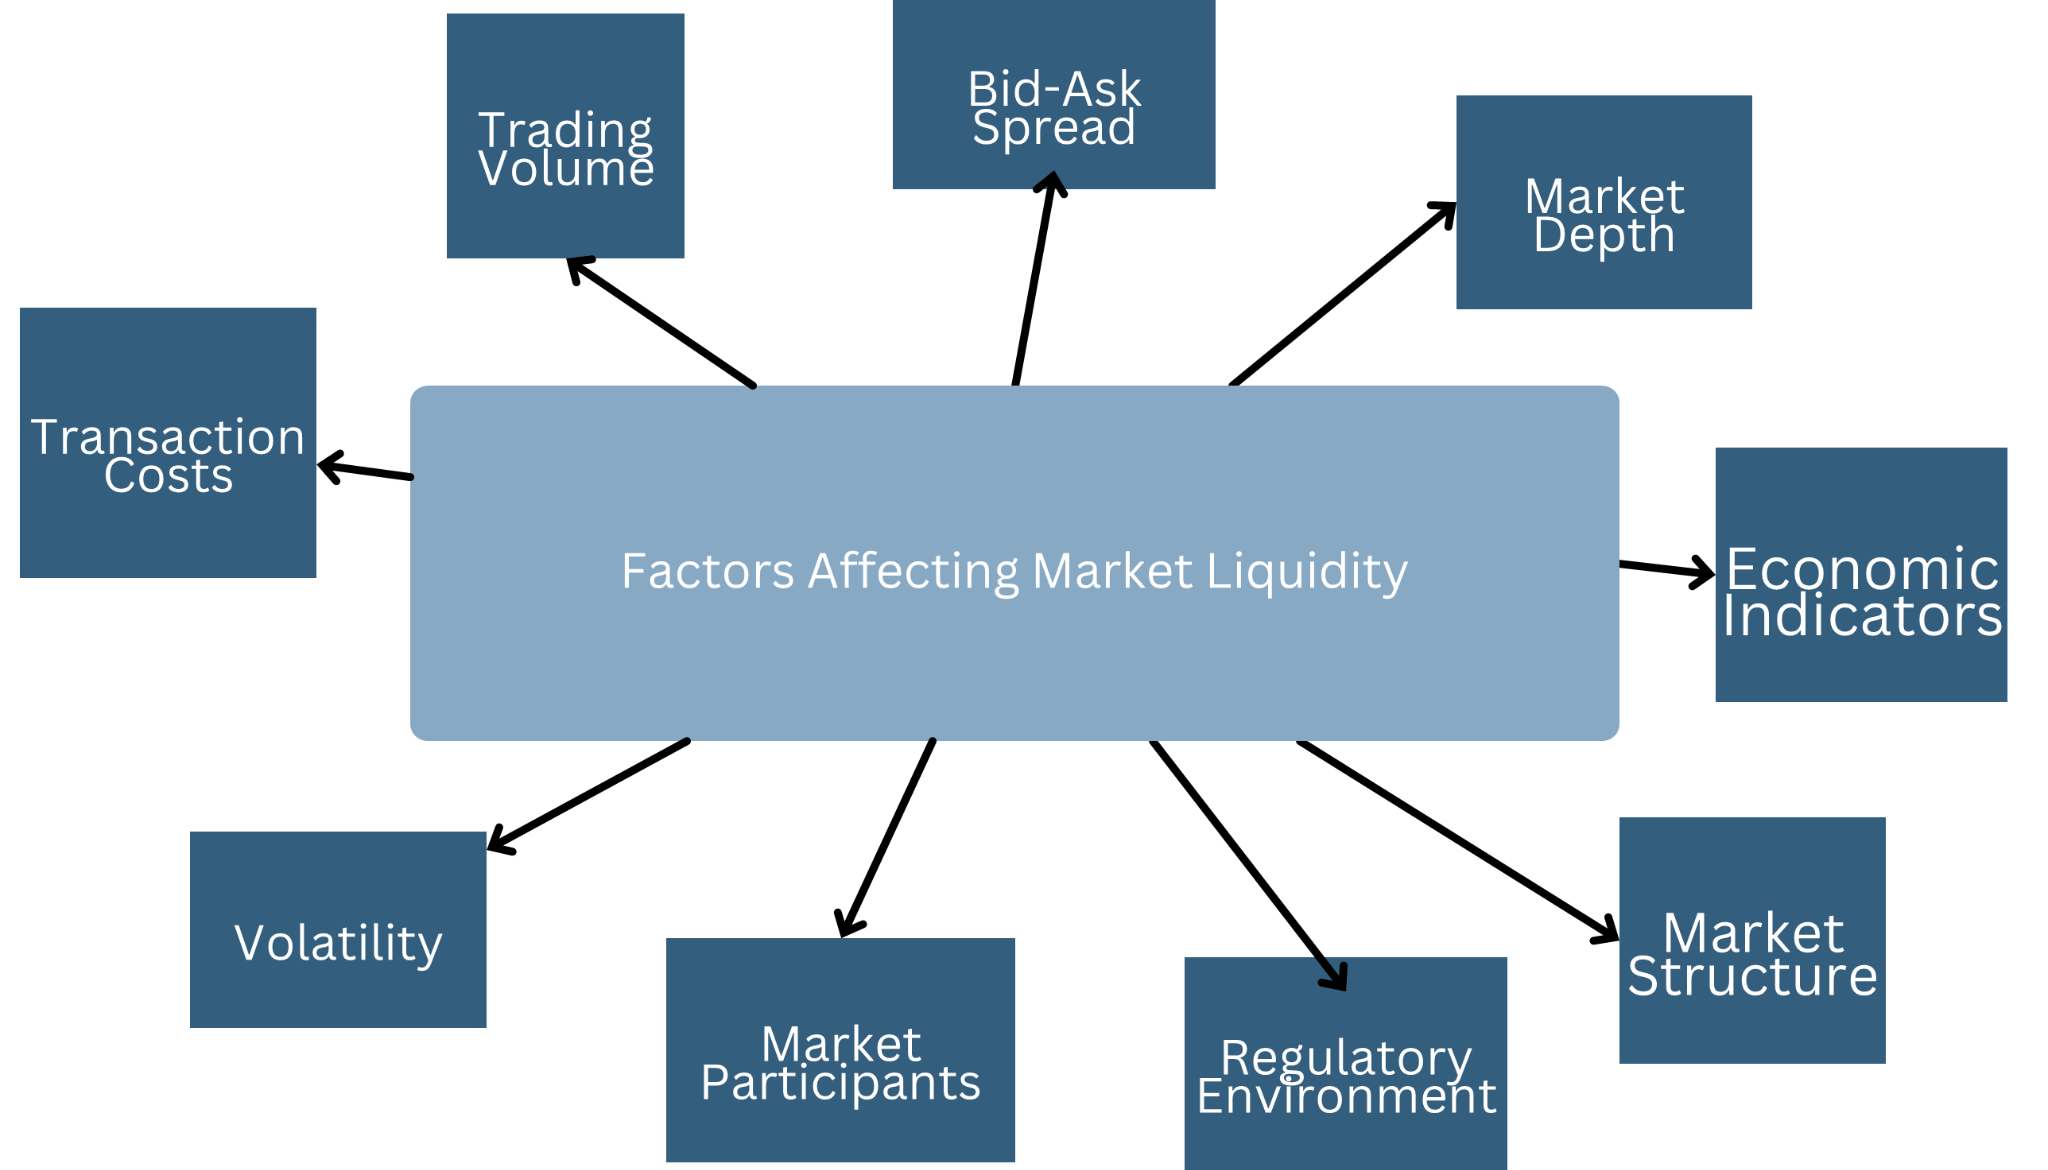 Bid-Ask
Spread
Trading
Volume
Market
Depth
Transaction
Costs
Factors Affecting Market Liquidity
Economic
Indicators
Volatility
Market
Structure
Market
Participants
Regulatory
Environment